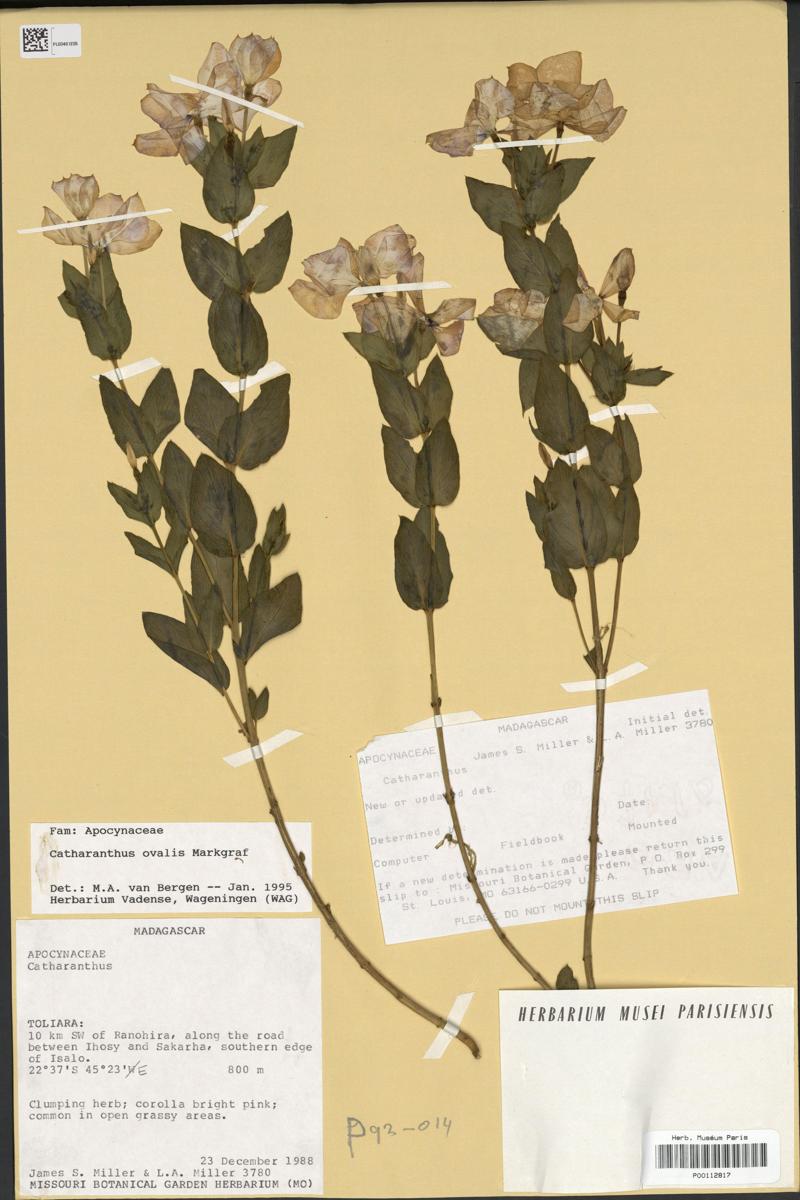 APOCYNACEAE MADAGASCAR Initial det.
James S. Miller & L.A. Miller 3780
Catharanthus
New or updated det.
Date:
Determined by:
Computer Fieldbook Mounted
If a new determination is made please return this
slip to : Missouri Botanical Garden, P.O. Box 299
St. Louis, MO 63166-0299 U.S.A. Thank you.
PLEASE DO NOT MOUNT THIS SLIP
Fam: Apocynaceae
Catharanthus ovalis Markgraf
Det.: M.A. van Bergen -- Jan. 1995
Herbarium Vadense, Wageningen (WAG)
MADAGASCAR
APOCYNACEAE
Catharanthus
TOLIARA:
10 km SW of Ranohira, along the road
between Ihosy and Sakarha, southern edge
of Isalo.
22°37'S 45°23'WE 800 m
Clumping herb; corolla bright pink;
common in open grassy areas.
23 December 1988
James S. Miller & L.A. Miller 3780
MISSOURI BOTANICAL GARDEN HERBARIUM (MO)
P93-014
HERBARIUM MUSEI PARISIENSIS
Herb. Muséum Paris
P00112817